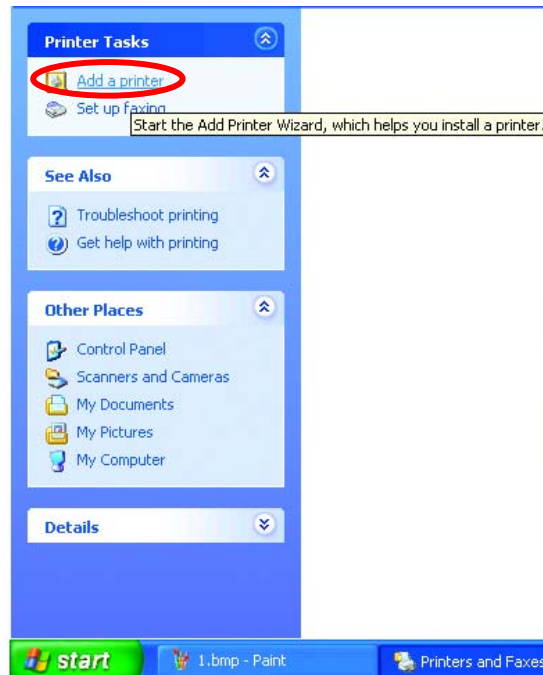 Printer Tasks
Add a printer
Set up faxing
Start the Add Printer Wizard, which helps you install a printer.
See Also
Troubleshoot printing
Get help with printing
Other Places
Control Panel
Scanners and Cameras
My Documents
My Pictures
My Computer
Details
start
1.bmp - Paint
Printers and Faxes